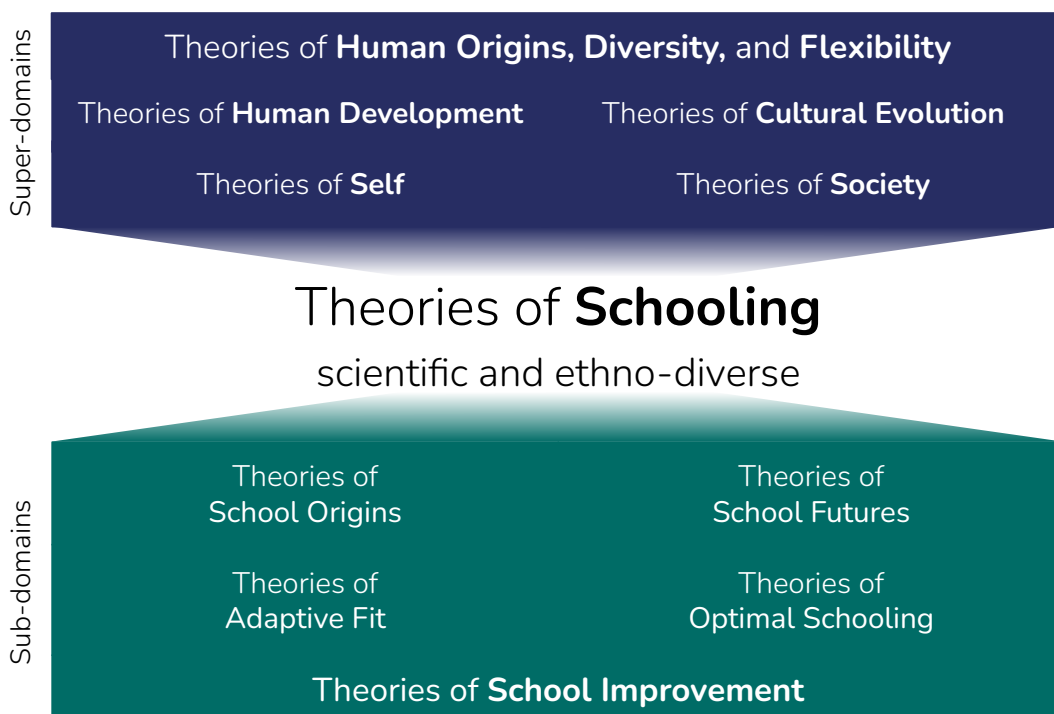 Super-domains
Theories of Human Origins, Diversity, and Flexibility
Theories of Human Development
Theories of Cultural Evolution
Theories of Self
Theories of Society
Theories of Schooling
scientific and ethno-diverse
Sub-domains
Theories of
School Origins
Theories of
School Futures
Theories of
Adaptive Fit
Theories of
Optimal Schooling
Theories of School Improvement